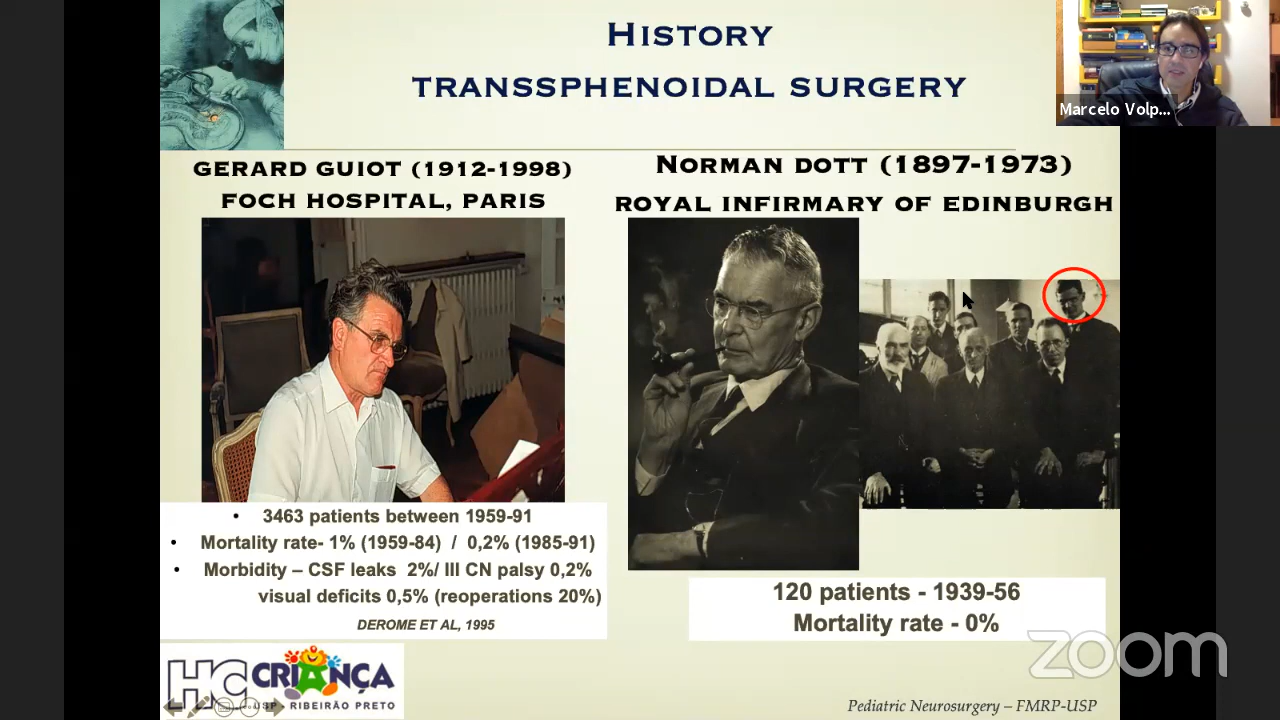 HISTORY
TRANSSPHENOIDAL SURGERY
Marcelo Volp...
GERARD GUIOT (1912-1998)
FOCH HOSPITAL, PARIS
NORMAN DOTT (1897-1973)
ROYAL INFIRMARY OF EDINBURGH
• 3463 patients between 1959-91
• Mortality rate- 1% (1959-84) / 0,2% (1985-91)
• Morbidity – CSF leaks 2%/ III CN palsy 0,2%
visual deficits 0,5% (reoperations 20%)
DEROME ET AL, 1995
120 patients - 1939-56
Mortality rate - 0%
HC CRIANÇA
USP RIBEIRÃO PRETO
zoom
Pediatric Neurosurgery – FMRP-USP